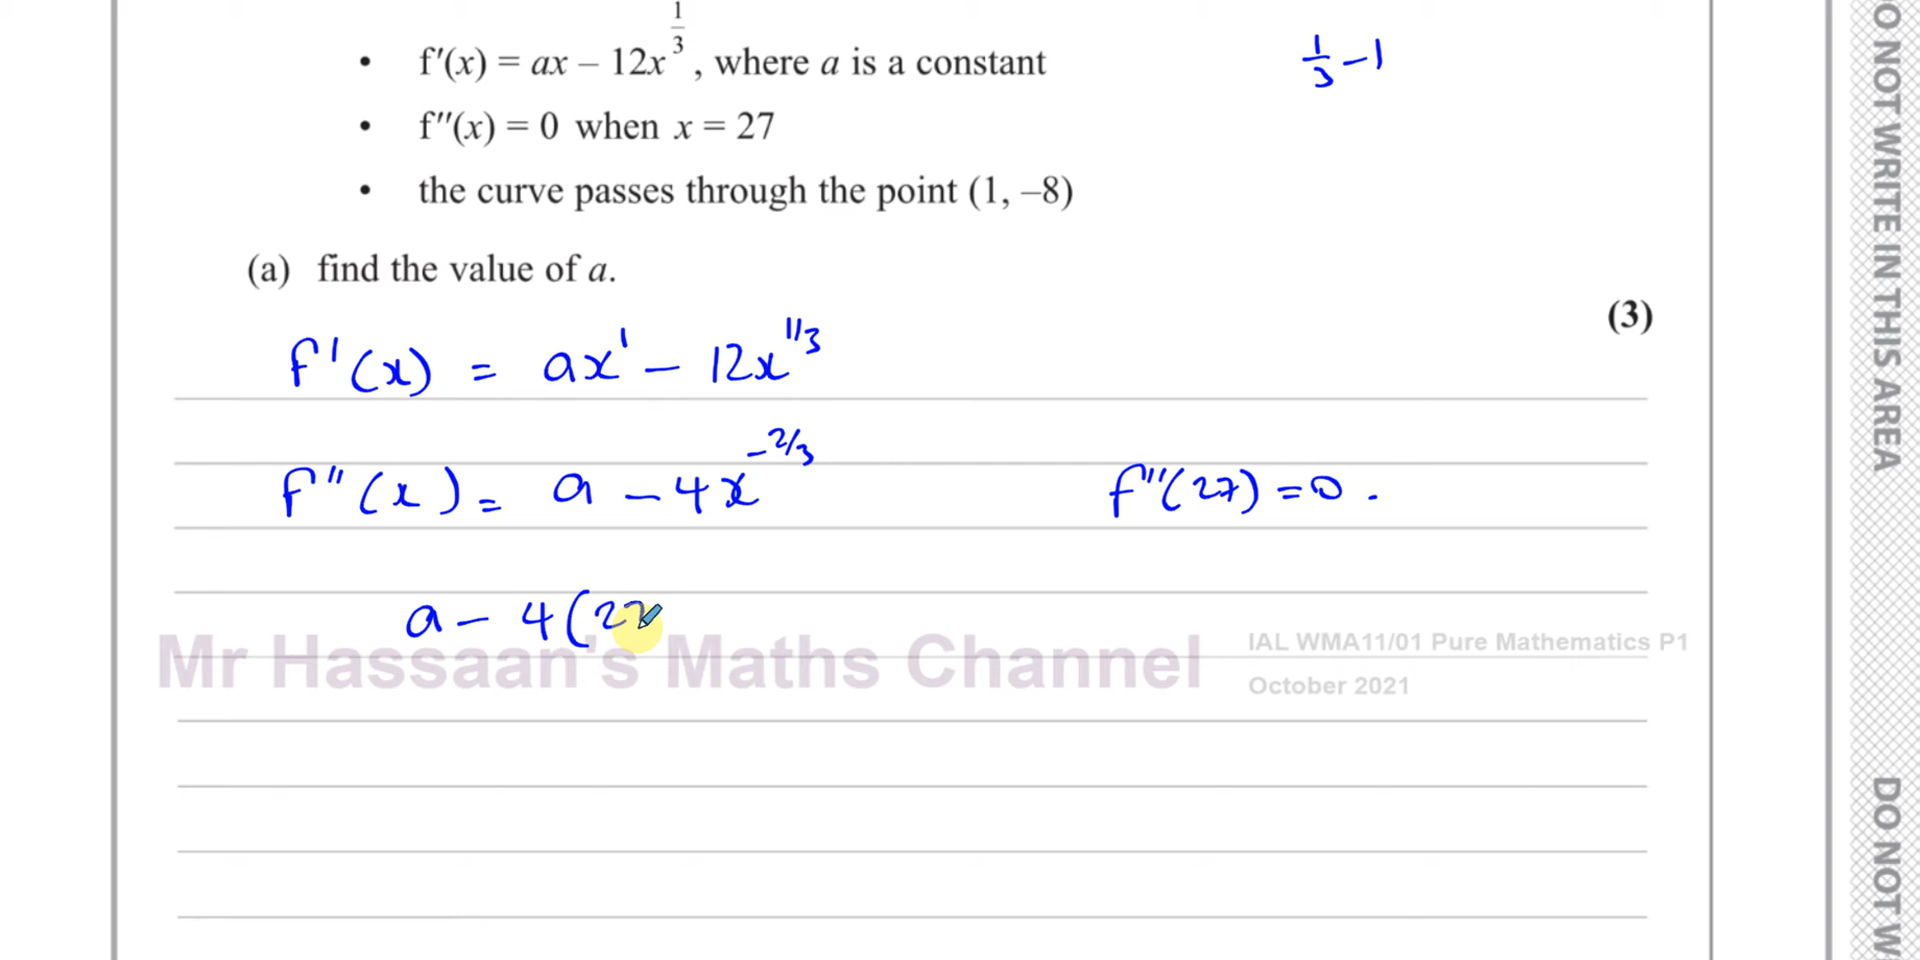 • f′(x) = ax – 12x^(1/3), where a is a constant
1/3 – 1
• f″(x) = 0 when x = 27
• the curve passes through the point (1, –8)
(a) find the value of a.
(3)
f'(x) = ax^1 – 12x^(1/3)
f''(x) = a – 4x^(–2/3)
f''(27) = 0.
a – 4(27
Mr Hassaan's Maths Channel
IAL WMA11/01 Pure Mathematics P1
October 2021
DO NOT WRITE IN THIS AREA
DO NOT W